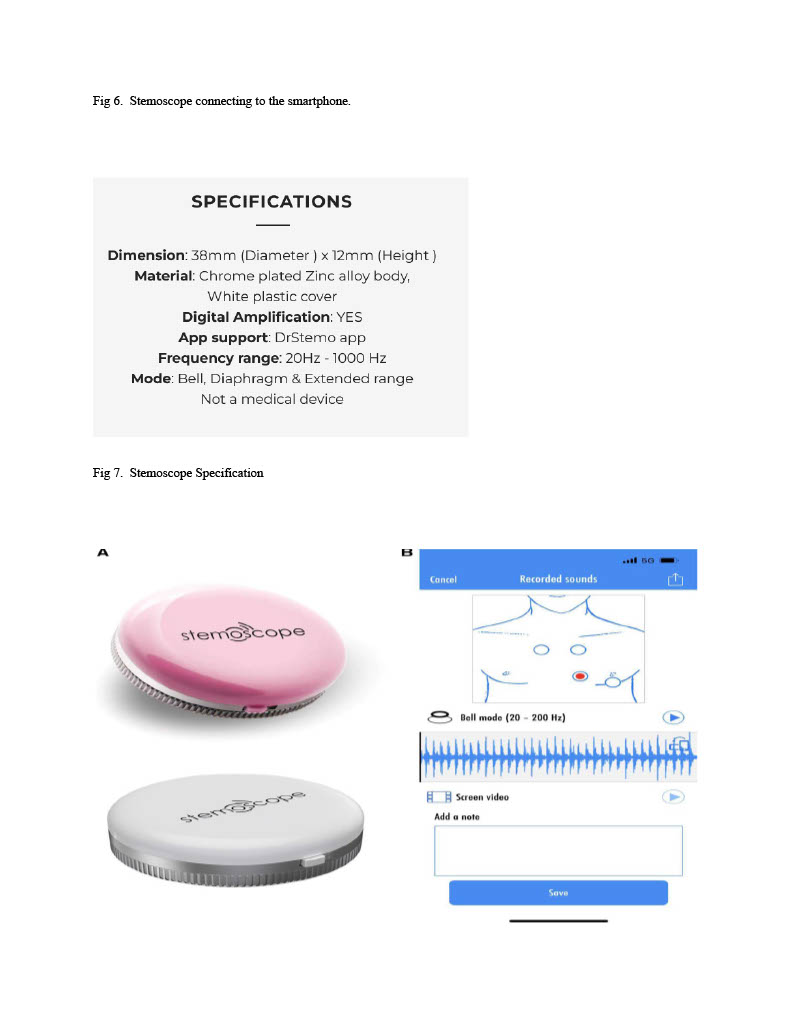 Fig 6. Stemoscope connecting to the smartphone.
SPECIFICATIONS
Dimension: 38mm (Diameter ) x 12mm (Height )
Material: Chrome plated Zinc alloy body,
White plastic cover
Digital Amplification: YES
App support: DrStemo app
Frequency range: 20Hz - 1000 Hz
Mode: Bell, Diaphragm & Extended range
Not a medical device
Fig 7. Stemoscope Specification
A
stemoscope
stemoscope
B
5G
Cancel
Recorded sounds
Bell mode (20 – 200 Hz)
Screen video
Add a note
Save